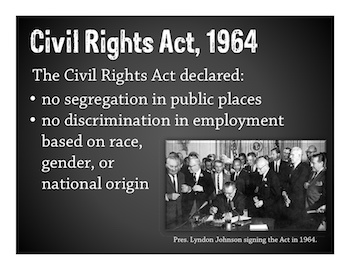 Civil Rights Act, 1964
The Civil Rights Act declared:
• no segregation in public places
• no discrimination in employment
based on race,
gender, or
national origin
Pres. Lyndon Johnson signing the Act in 1964.